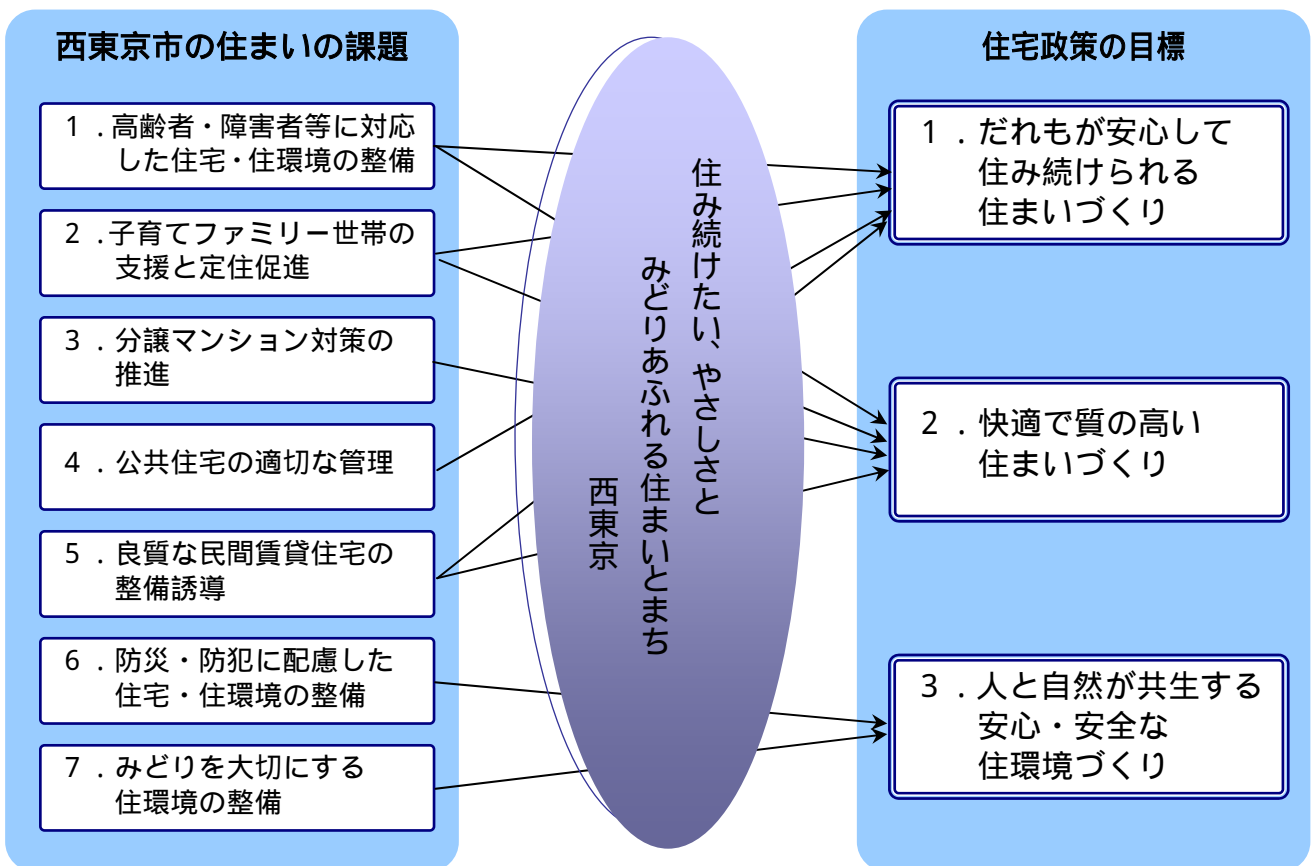 西東京市の住まいの課題
1 .高齢者・障害者等に対応
した住宅・住環境の整備
2 .子育てファミリー世帯の
支援と定住促進
3 . 分譲マンション対策の
推進
4 . 公共住宅の適切な管理
5 . 良質な民間賃貸住宅の
整備誘導
6 . 防災・防犯に配慮した
住宅・住環境の整備
7 . みどりを大切にする
住環境の整備
住み続けたい、やさしさと
みどりあふれる住まいとまち
西東京
住宅政策の目標
1 . だれもが安心して
住み続けられる
住まいづくり
2 . 快適で質の高い
住まいづくり
3 . 人と自然が共生する
安心・安全な
住環境づくり